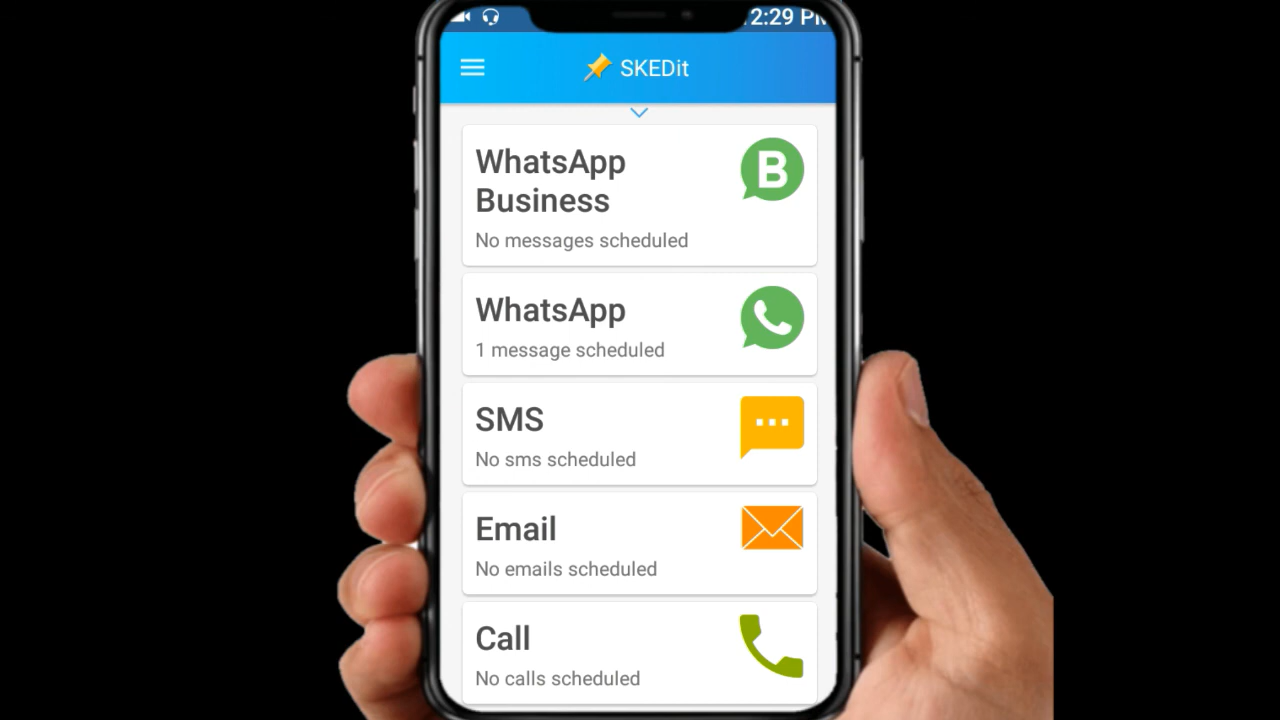 2:29 PM
SKEDit
WhatsApp
Business
B
No messages scheduled
WhatsApp
1 message scheduled
SMS
No sms scheduled
Email
No emails scheduled
Call
No calls scheduled